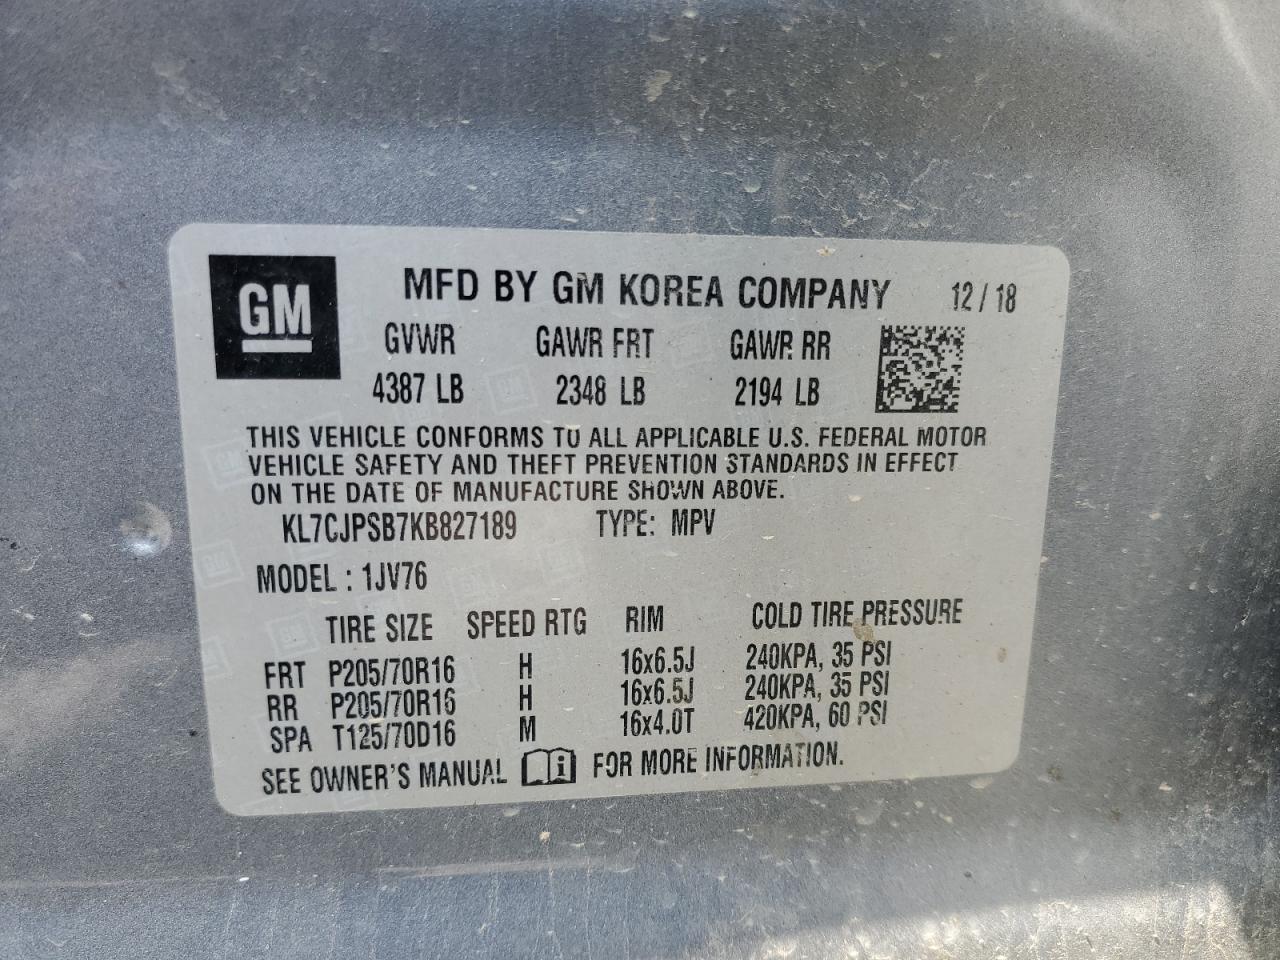 GM
MFD BY GM KOREA COMPANY 12/18
GVWR GAWR FRT GAWR RR
4387 LB 2348 LB 2194 LB
THIS VEHICLE CONFORMS TO ALL APPLICABLE U.S. FEDERAL MOTOR
VEHICLE SAFETY AND THEFT PREVENTION STANDARDS IN EFFECT
ON THE DATE OF MANUFACTURE SHOWN ABOVE.
KL7CJPSB7KB827189 TYPE: MPV
MODEL : 1JV76
TIRE SIZE SPEED RTG RIM COLD TIRE PRESSURE
FRT P205/70R16 H 16x6.5J 240KPA, 35 PSI
RR P205/70R16 H 16x6.5J 240KPA, 35 PSI
SPA T125/70D16 M 16x4.0T 420KPA, 60 PSI
SEE OWNER'S MANUAL i FOR MORE INFORMATION.